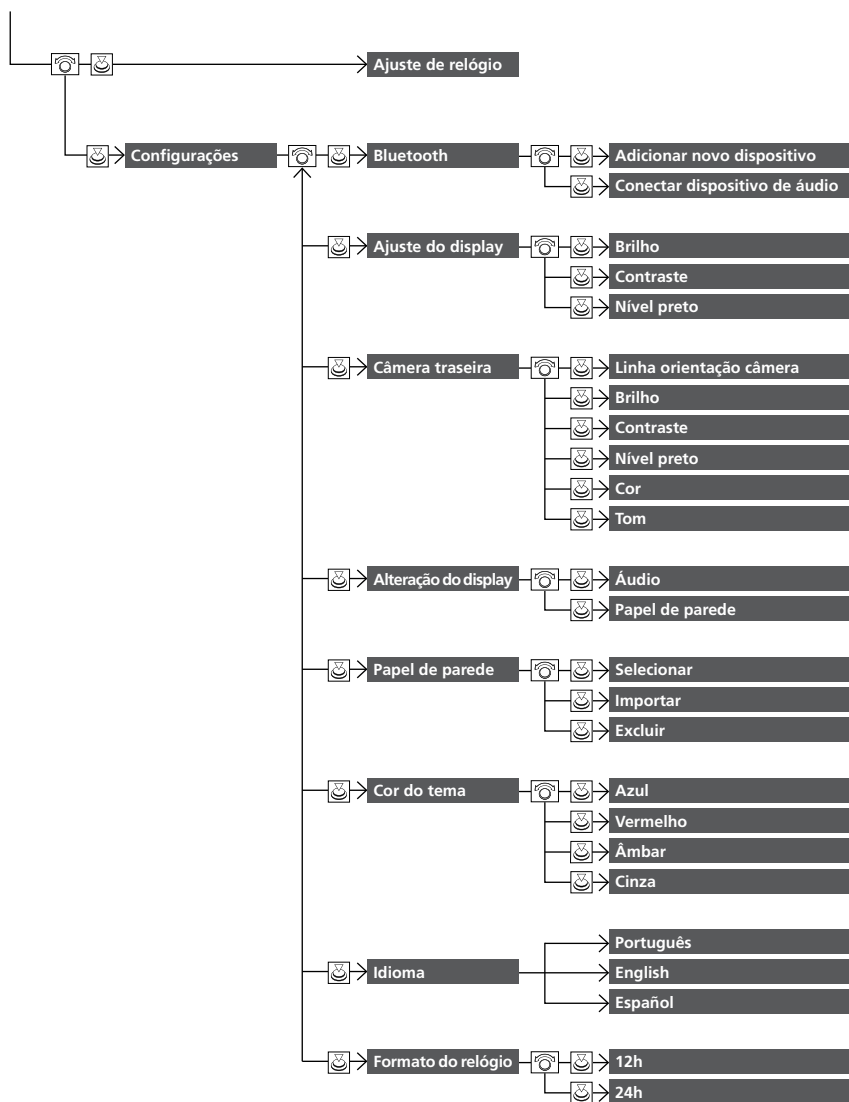 Ajuste de relógio
Configurações
Bluetooth
Adicionar novo dispositivo
Conectar dispositivo de áudio
Ajuste do display
Brilho
Contraste
Nível preto
Câmera traseira
Linha orientação câmera
Brilho
Contraste
Nível preto
Cor
Tom
Alteração do display
Áudio
Papel de parede
Papel de parede
Selecionar
Importar
Excluir
Cor do tema
Azul
Vermelho
Âmbar
Cinza
Idioma
Português
English
Español
Formato do relógio
12h
24h